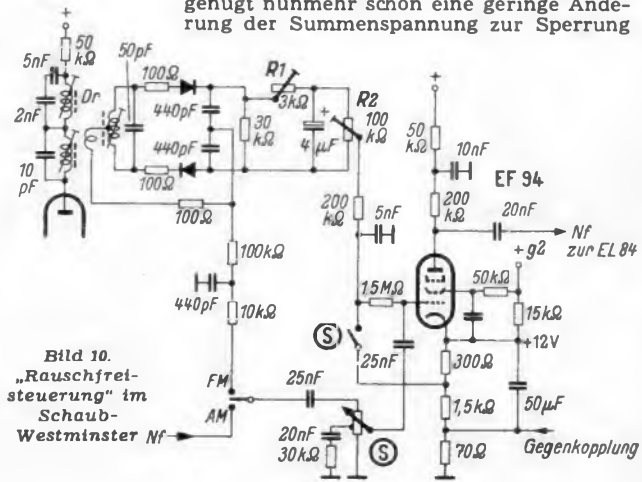 genügt nunmehr schon eine geringe Ände-
rung der Summenspannung zur Sperrung
+
50
kΩ
5nF
2nF
Dr
10
pF
50pF
100Ω
440pF
440pF
100Ω
100Ω
30
kΩ
R1
3kΩ
+
4 µF
R2
100
kΩ
200
kΩ
5nF
1,5MΩ
S
25nF
100kΩ
440pF
10kΩ
FM
AM
Nf
25nF
20nF
30kΩ
S
+
50
kΩ
10nF
200
kΩ
EF 94
20nF
Nf
zur EL 84
+g2
50kΩ
15kΩ
+12V
300Ω
1,5kΩ
50µF
70Ω
Gegenkopplung
Bild 10.
„Rauschfrei-
steuerung" im
Schaub-
Westminster